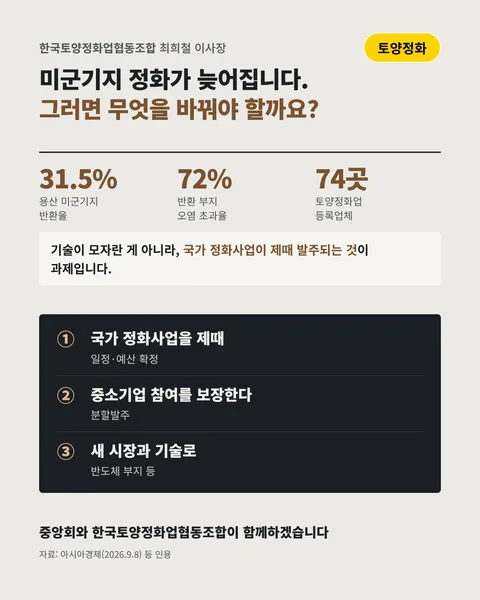 한국토양정화업협동조합 최희철 이사장
토양정화
미군기지 정화가 늦어집니다.
그러면 무엇을 바꿔야 할까요?
31.5%
용산 미군기지
반환율
72%
반환 부지
오염 초과율
74곳
토양정화업
등록업체
기술이 모자란 게 아니라, 국가 정화사업이 제때 발주되는 것이
과제입니다.
1 국가 정화사업을 제때
일정·예산 확정
2 중소기업 참여를 보장한다
분할발주
3 새 시장과 기술로
반도체 부지 등
중앙회와 한국토양정화업협동조합이 함께하겠습니다
자료: 아시아경제(2026.9.8) 등 인용